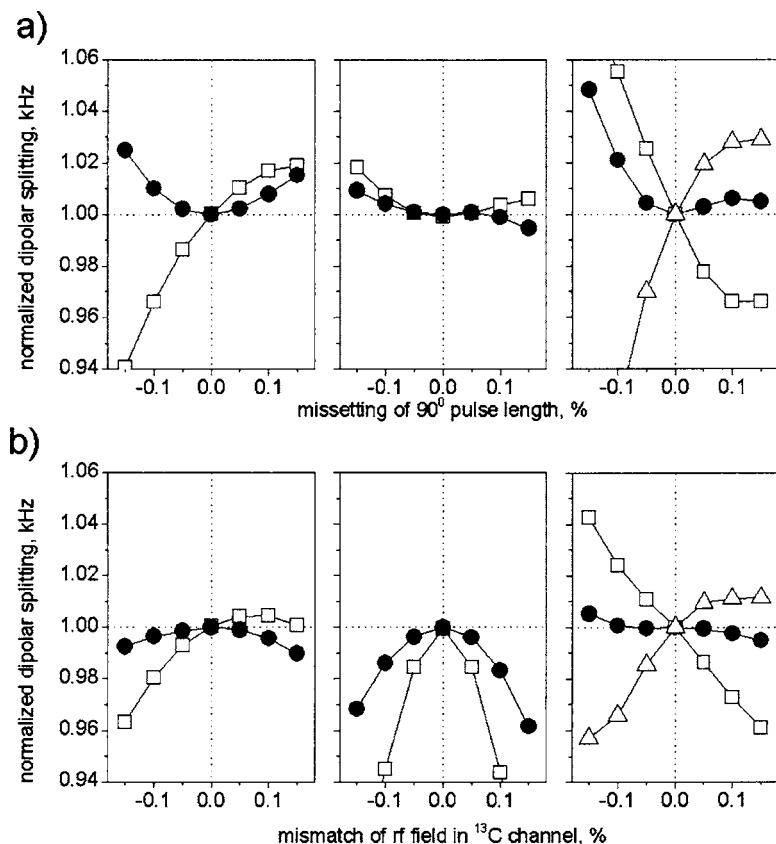 a)
normalized dipolar splitting, kHz
1.06
1.04
1.02
1.00
0.98
0.96
0.94
-0.1 0.0 0.1 -0.1 0.0 0.1 -0.1 0.0 0.1
missetting of 90⁰ pulse length, %
b)
normalized dipolar splitting, kHz
1.06
1.04
1.02
1.00
0.98
0.96
0.94
-0.1 0.0 0.1 -0.1 0.0 0.1 -0.1 0.0 0.1
mismatch of rf field in ¹³C channel, %